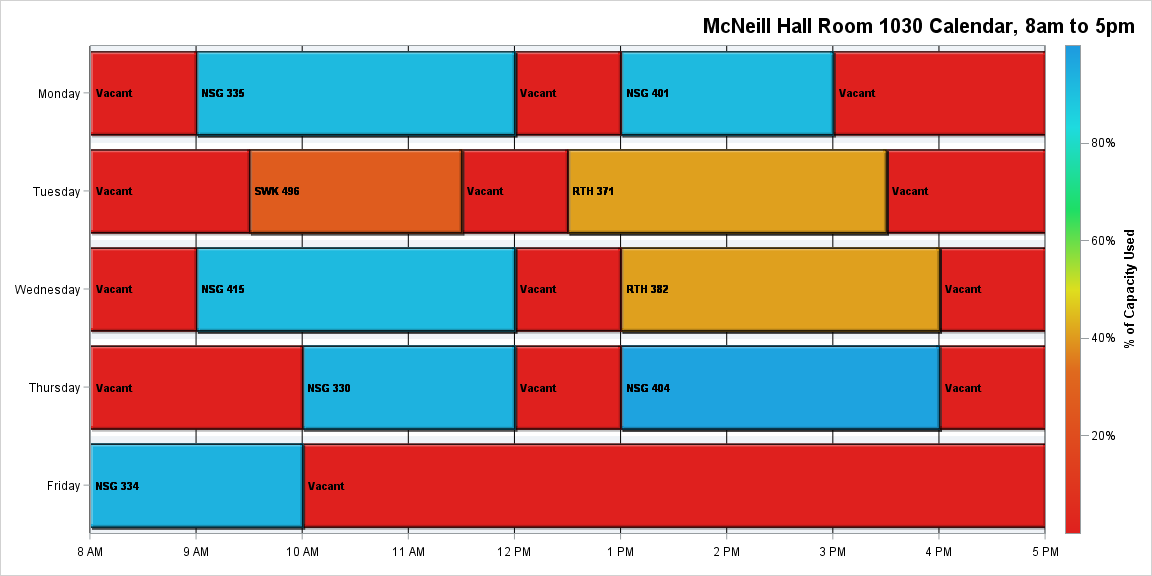 McNeill Hall Room 1030 Calendar, 8am to 5pm
Monday
Vacant
NSG 335
Vacant
NSG 401
Vacant
Tuesday
Vacant
SWK 496
Vacant
RTH 371
Vacant
Wednesday
Vacant
NSG 415
Vacant
RTH 382
Vacant
Thursday
Vacant
NSG 330
Vacant
NSG 404
Vacant
Friday
NSG 334
Vacant
8 AM
9 AM
10 AM
11 AM
12 PM
1 PM
2 PM
3 PM
4 PM
5 PM
80%
60%
40%
20%
% of Capacity Used